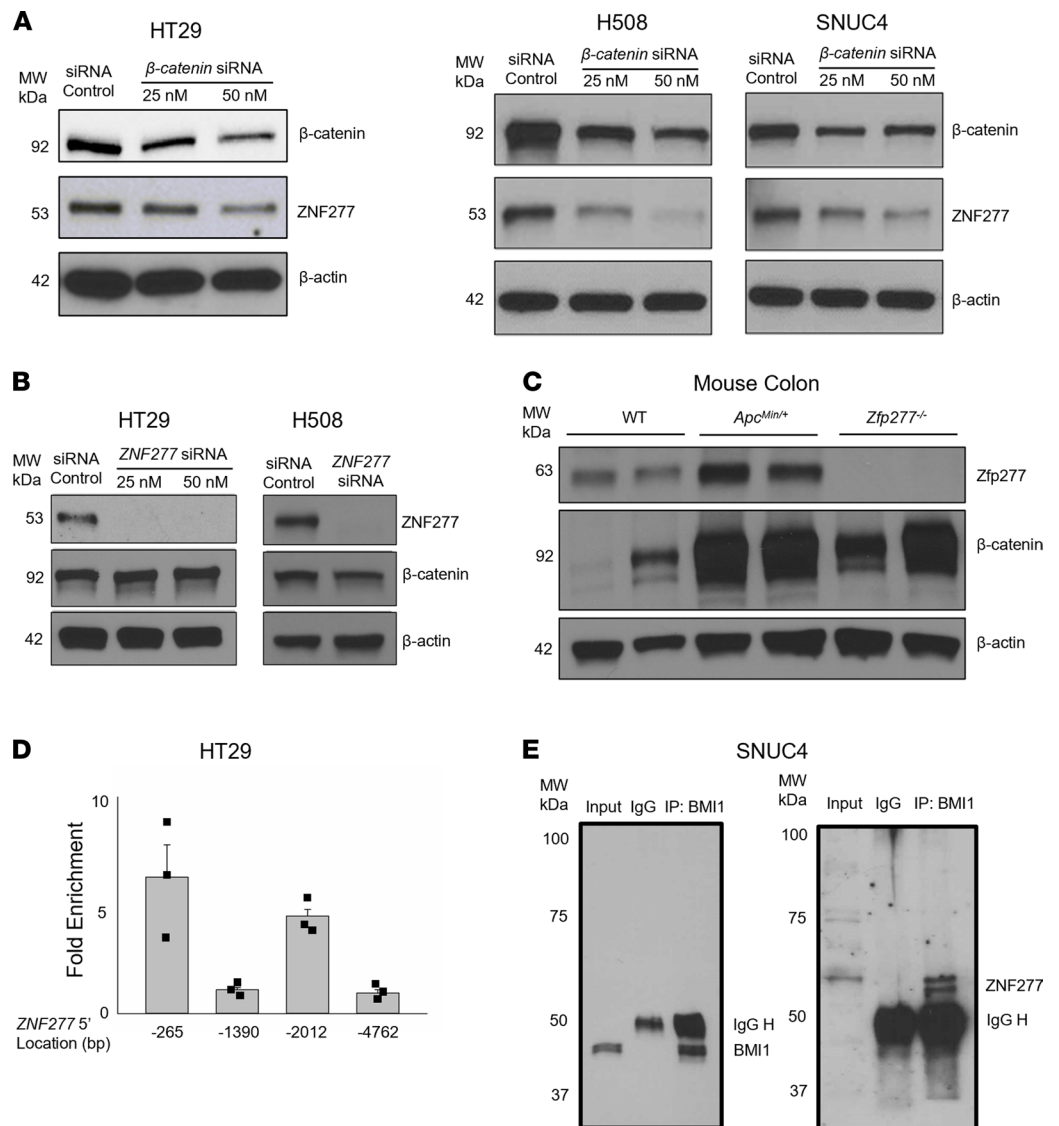 A
HT29
MW
kDa
siRNA
Control
β-catenin siRNA
25 nM 50 nM
92
β-catenin
53
ZNF277
42
β-actin
H508
SNUC4
MW
kDa
siRNA
Control
β-catenin siRNA
25 nM 50 nM
siRNA
Control
β-catenin siRNA
25 nM 50 nM
92
β-catenin
53
ZNF277
42
β-actin
B
HT29
H508
MW
kDa
siRNA
Control
ZNF277 siRNA
25 nM 50 nM
siRNA
Control
ZNF277
siRNA
53
ZNF277
92
β-catenin
42
β-actin
C
Mouse Colon
MW
kDa
WT
ApcMin/+
Zfp277-/-
63
Zfp277
92
β-catenin
42
β-actin
D
HT29
Fold Enrichment
10
5
0
ZNF277 5'
Location (bp)
-265 -1390 -2012 -4762
E
SNUC4
MW
kDa
Input IgG IP: BMI1
100
75
50
37
IgG H
BMI1
MW
kDa
Input IgG IP: BMI1
100
75
50
37
ZNF277
IgG H